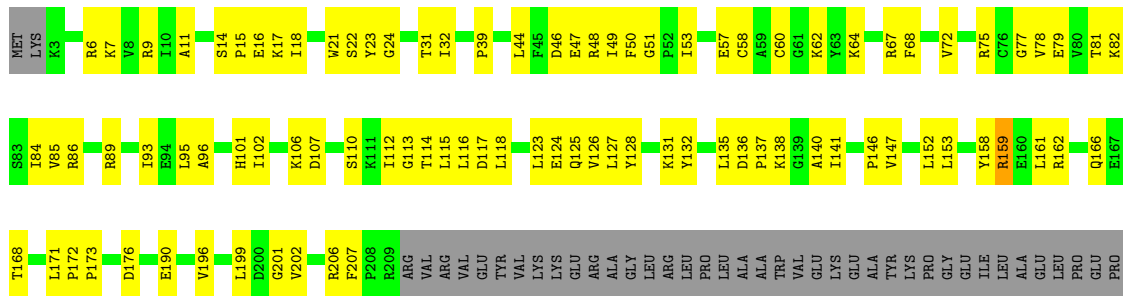 MET LYS K3 R6 K7 V8 R9 I10 A11 S14 P15 E16 K17 I18 W21 S22 Y23 G24 T31 I32 P39 L44 F45 D46 E47 R48 I49 F50 G51 P52 I53 E57 C58 A59 C60 G61 K62 Y63 K64 R67 F68 V72 R75 C76 G77 V78 E79 V80 T81 K82
S83 I84 V85 R86 R89 I93 E94 L95 A96 H101 I102 K106 D107 S110 K111 I112 G113 T114 L115 L116 D117 L118 L123 E124 Q125 V126 L127 Y128 K131 Y132 L135 D136 P137 K138 G139 A140 I141 P146 V147 L152 L153 Y158 R159 E160 L161 R162 Q166 E167
T168 L171 P172 P173 D176 E190 V196 L199 D200 G201 V202 R206 F207 P208 R209 ARG VAL ARG VAL GLU TYR VAL LYS LYS GLU ARG ALA GLY LEU ARG LEU PRO LEU ALA ALA TRP VAL GLU LYS GLU ALA TYR LYS PRO GLY GLU ILE LEU ALA GLU LEU PRO GLU PRO